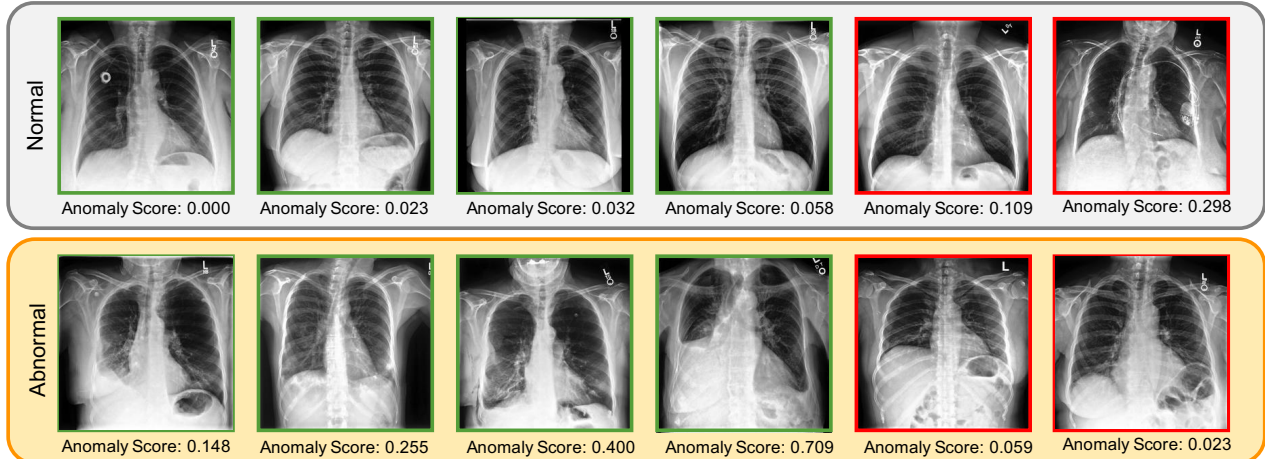 Normal
Anomaly Score: 0.000
Anomaly Score: 0.023
Anomaly Score: 0.032
Anomaly Score: 0.058
Anomaly Score: 0.109
Anomaly Score: 0.298
Abnormal
L
Anomaly Score: 0.148
Anomaly Score: 0.255
Anomaly Score: 0.400
Anomaly Score: 0.709
Anomaly Score: 0.059
Anomaly Score: 0.023